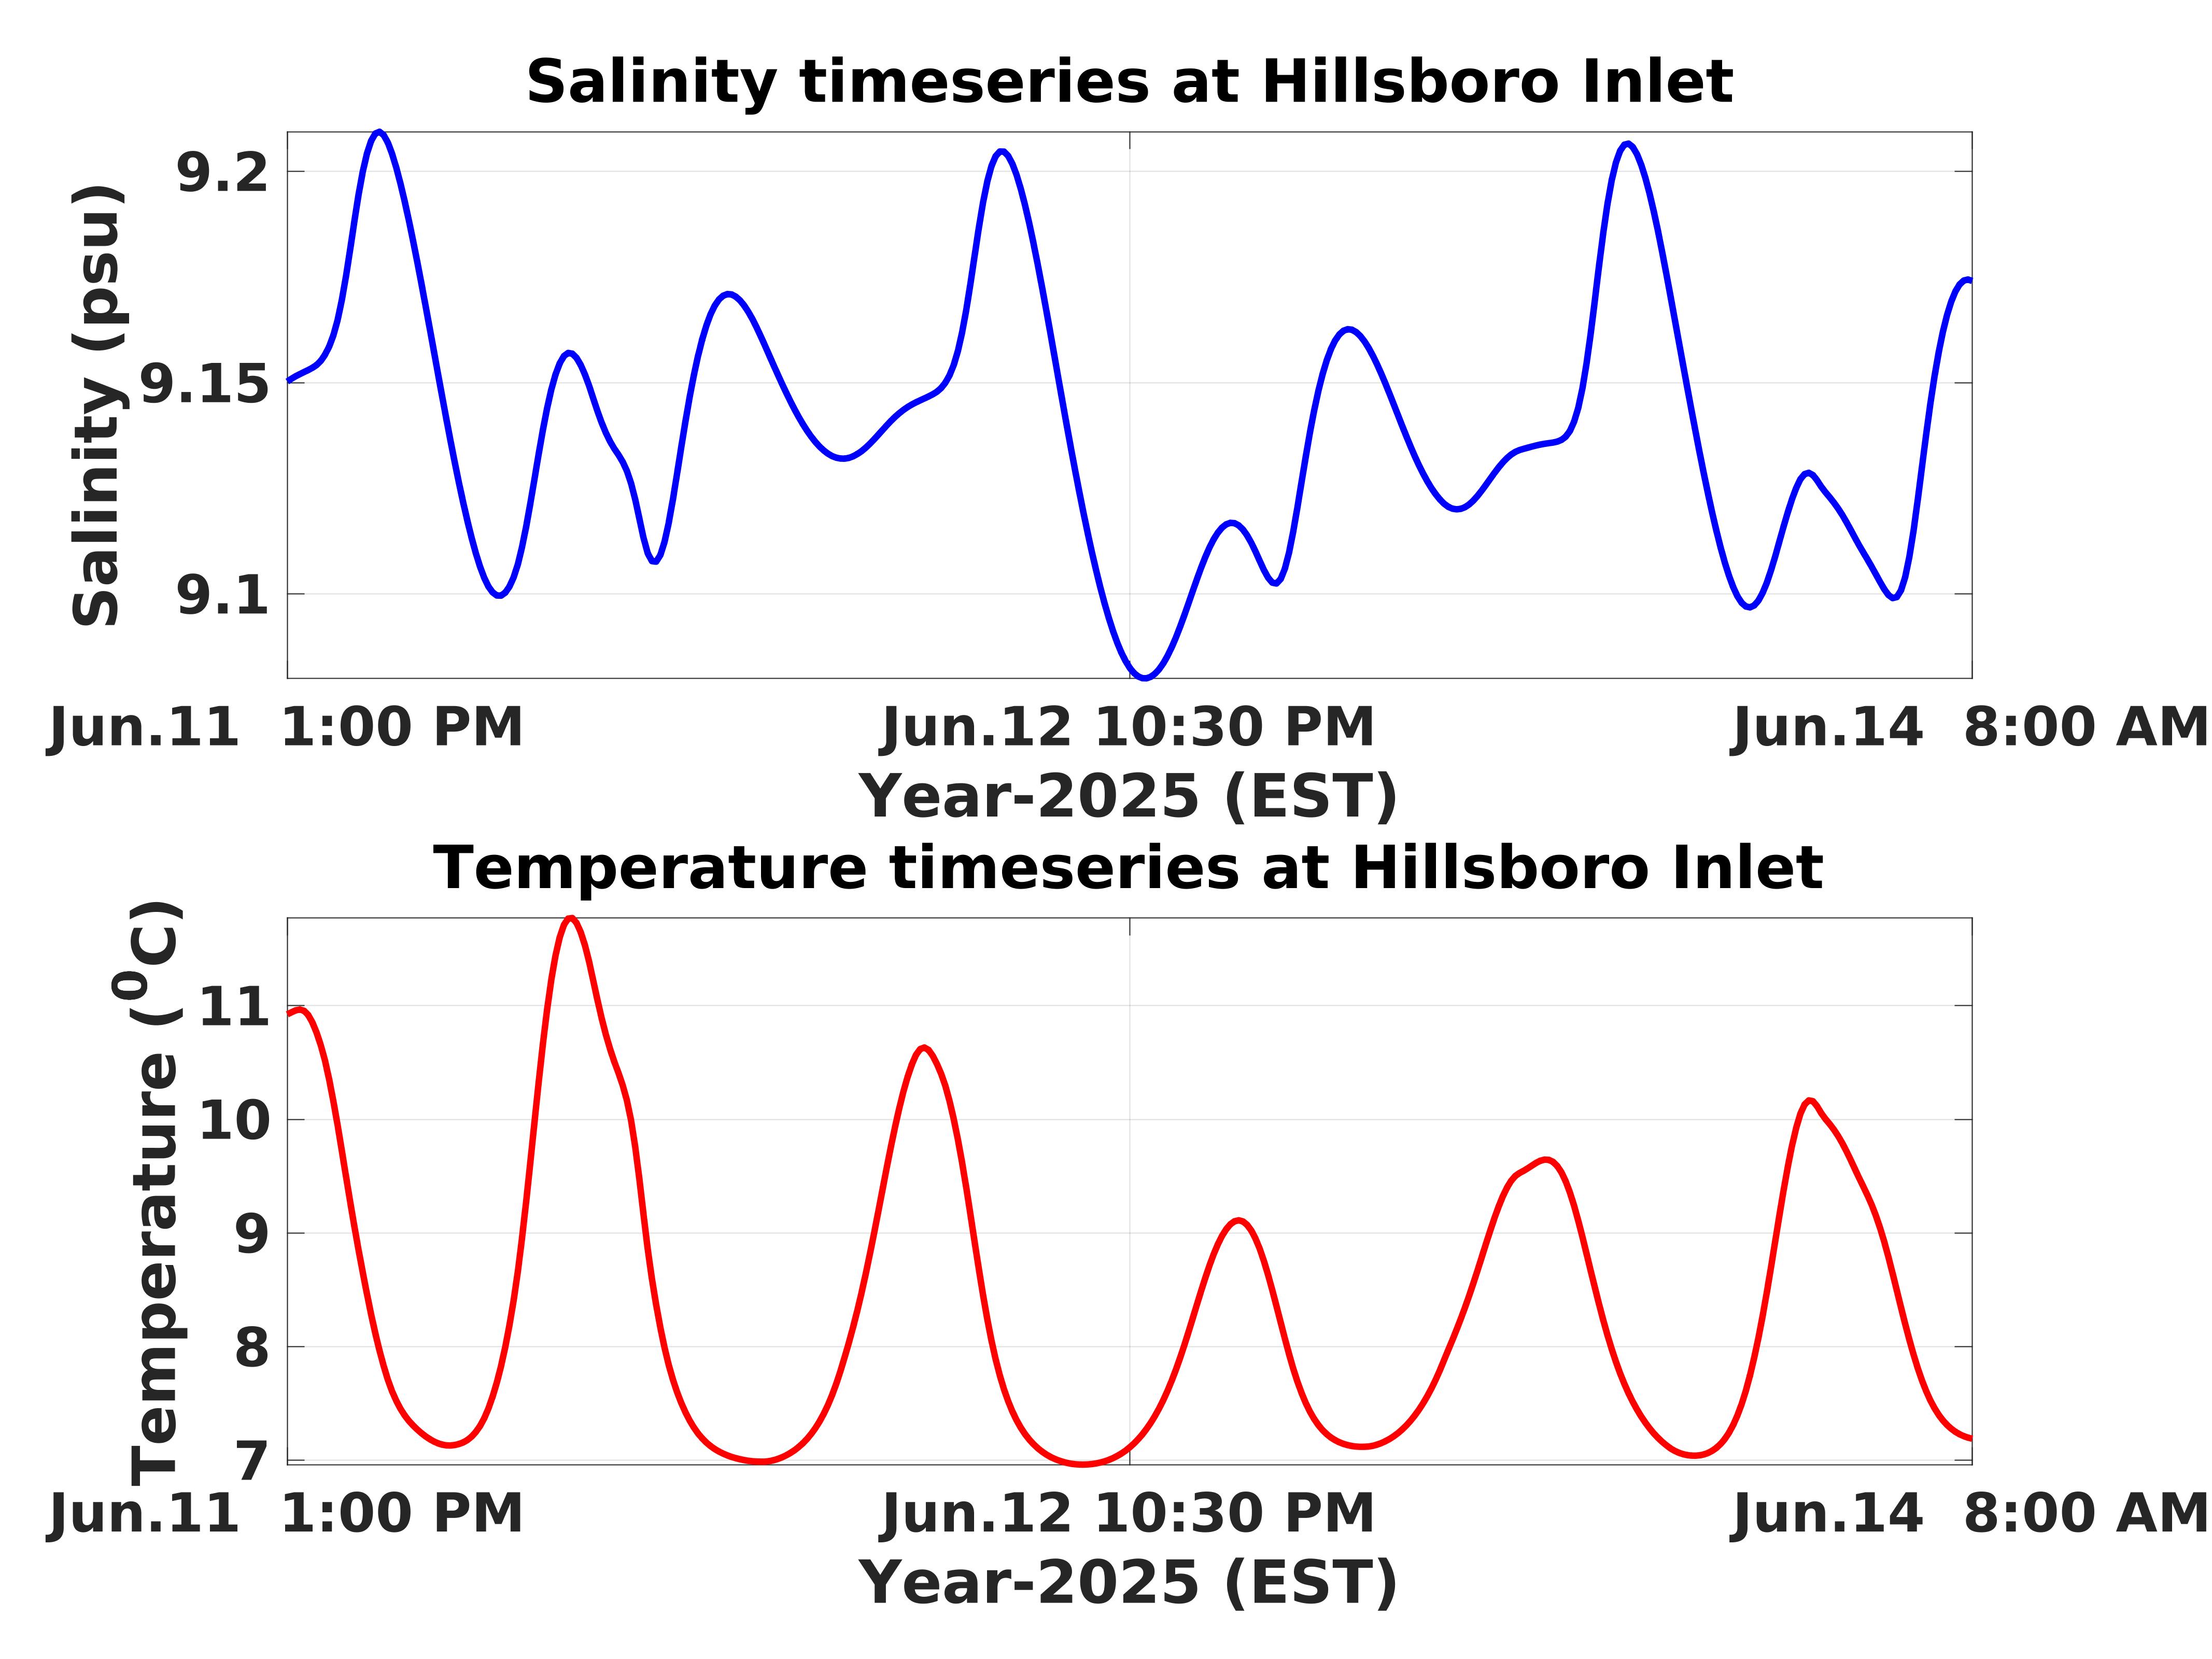 Salinity timeseries at Hillsboro Inlet
Salinity (psu)
9.2
9.15
9.1
Jun.11  1:00 PM
Jun.12 10:30 PM
Jun.14  8:00 AM
Year-2025 (EST)
Temperature timeseries at Hillsboro Inlet
Temperature (⁰C)
11
10
9
8
7
Jun.11  1:00 PM
Jun.12 10:30 PM
Jun.14  8:00 AM
Year-2025 (EST)